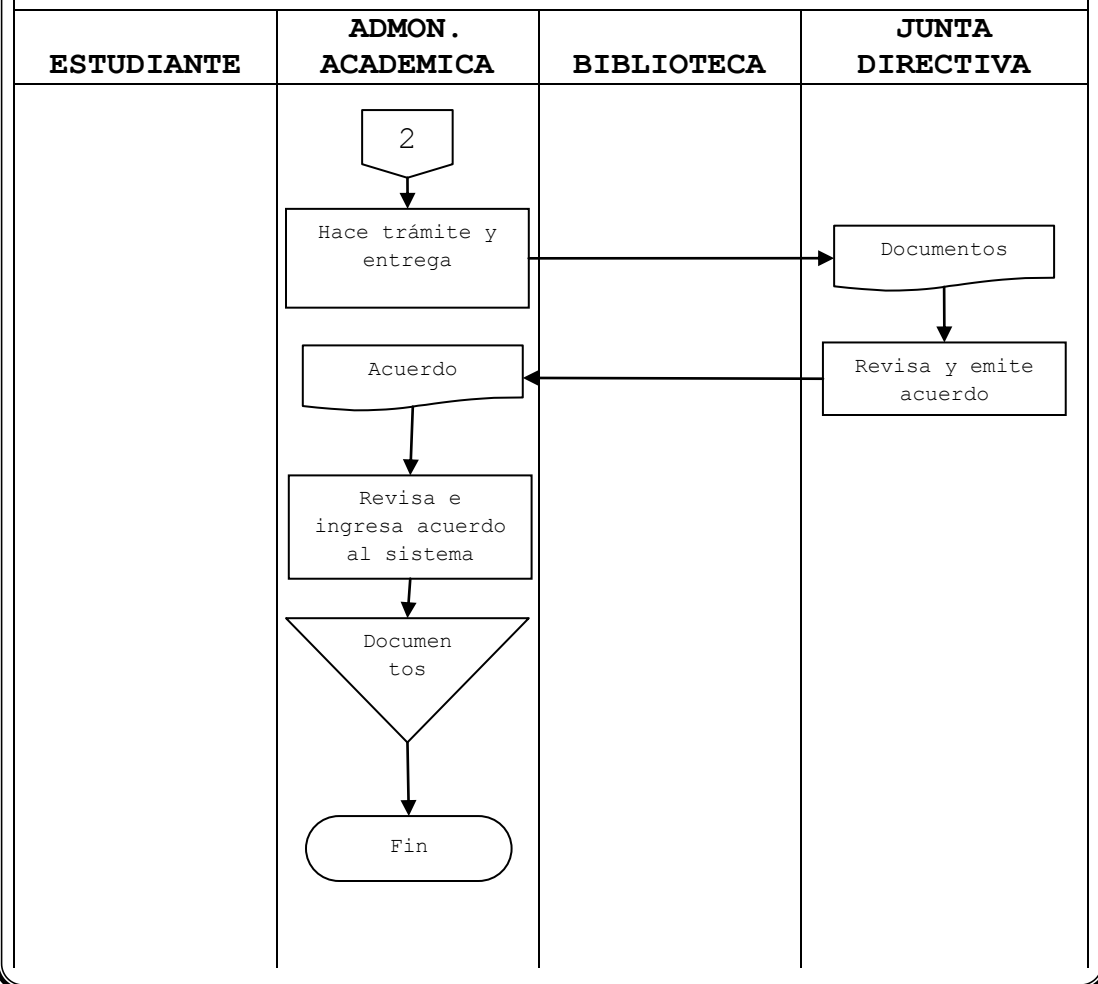 ESTUDIANTE
ADMON.
ACADEMICA
BIBLIOTECA
JUNTA
DIRECTIVA
2
Hace trámite y
entrega
Documentos
Revisa y emite
acuerdo
Acuerdo
Revisa e
ingresa acuerdo
al sistema
Documen
tos
Fin